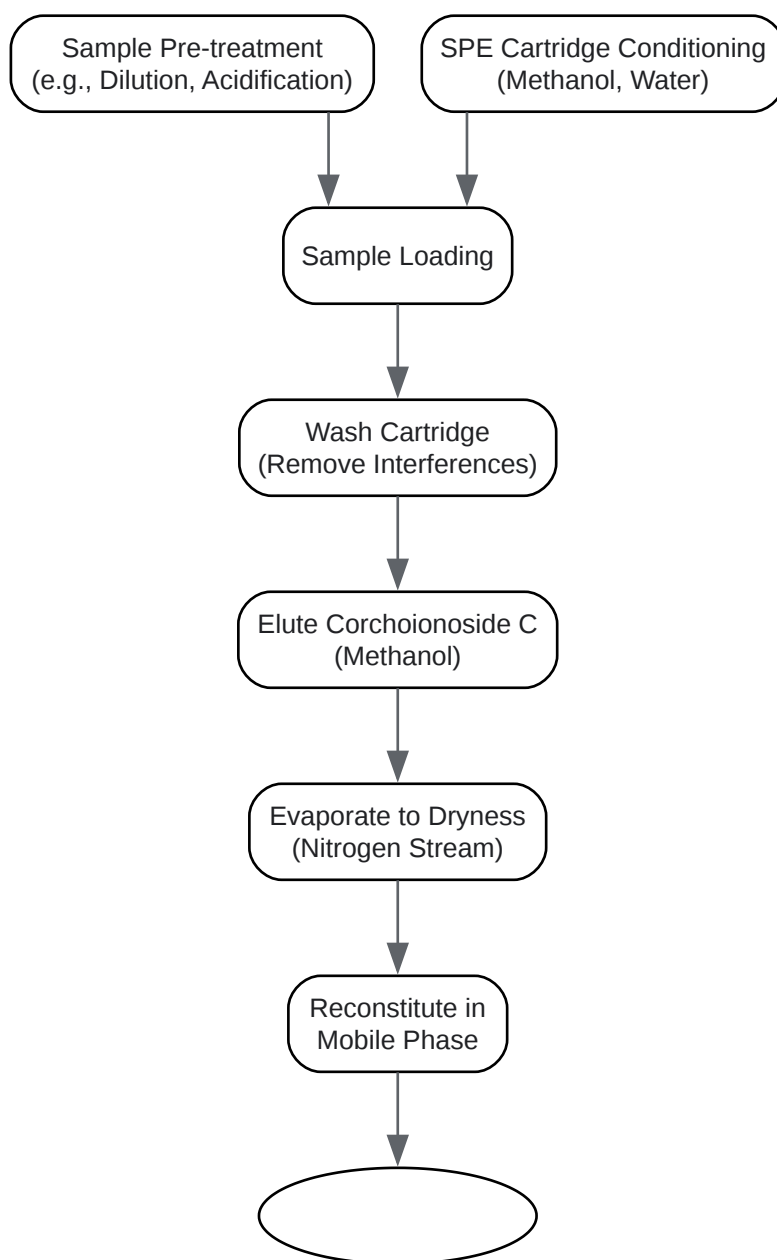 Sample Pre-treatment
(e.g., Dilution, Acidification)
SPE Cartridge Conditioning
(Methanol, Water)
Sample Loading
Wash Cartridge
(Remove Interferences)
Elute Corchoionoside C
(Methanol)
Evaporate to Dryness
(Nitrogen Stream)
Reconstitute in
Mobile Phase